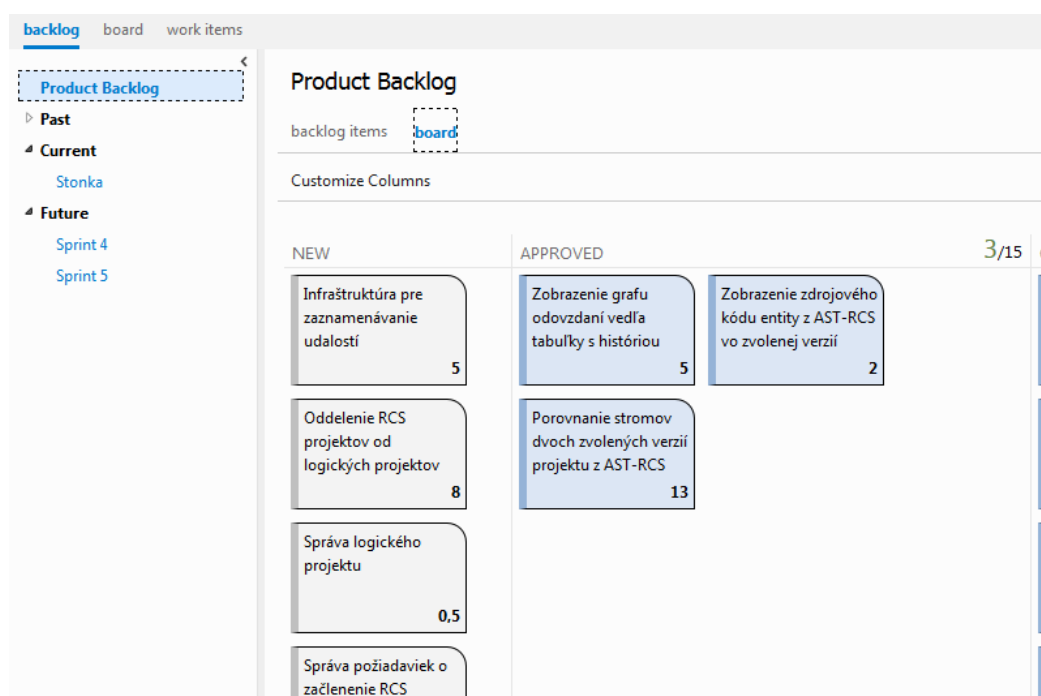 backlog board work items
Product Backlog
Past
Current
Stonka
Future
Sprint 4
Sprint 5
Product Backlog
backlog items board
Customize Columns
NEW
Infraštruktúra pre
zaznamenávanie
udalostí
5
Oddelenie RCS
projektov od
logických projektov
8
Správa logického
projektu
0,5
Správa požiadaviek o
začlenenie RCS
APPROVED 3/15
Zobrazenie grafu
odovzdaní vedľa
tabuľky s históriou
5
Zobrazenie zdrojového
kódu entity z AST-RCS
vo zvolenej verzií
2
Porovnanie stromov
dvoch zvolených verzií
projektu z AST-RCS
13